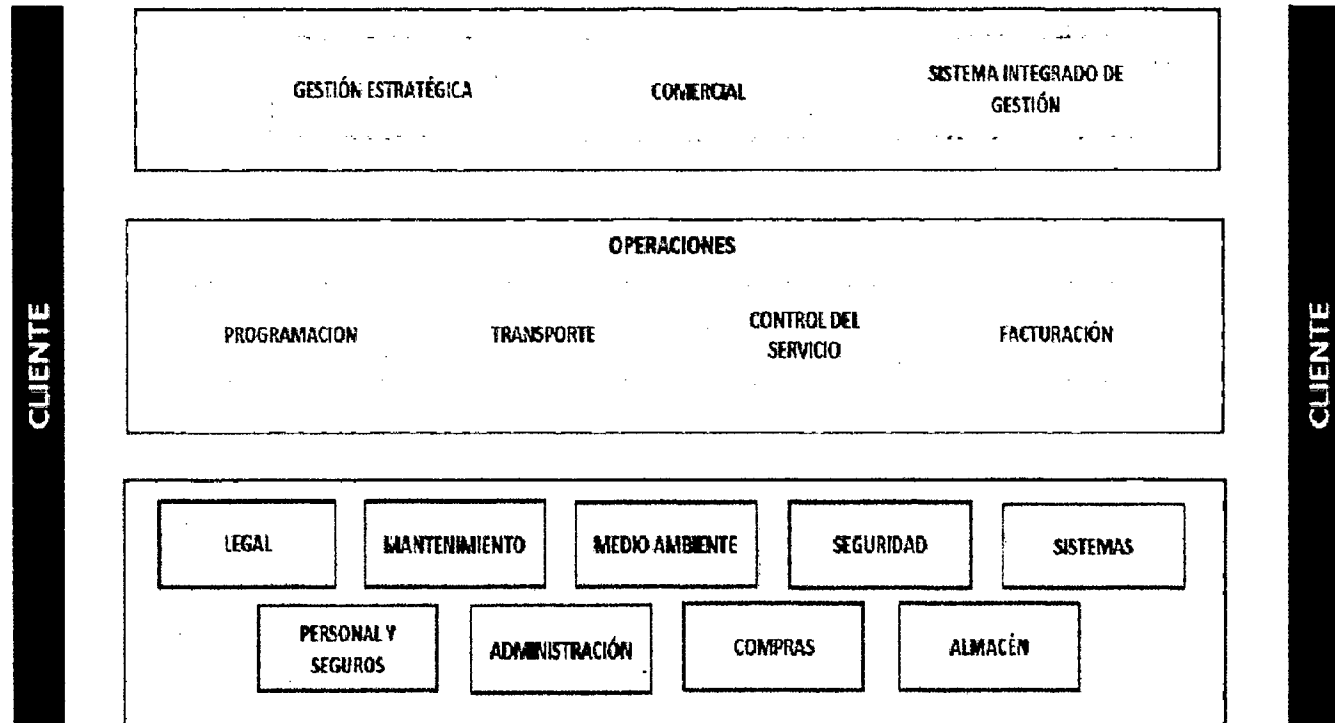 CLIENTE
GESTIÓN ESTRATÉGICA
COMERCIAL
SISTEMA INTEGRADO DE
GESTIÓN
OPERACIONES
PROGRAMACION
TRANSPORTE
CONTROL DEL
SERVICIO
FACTURACIÓN
LEGAL
MANTENIMIENTO
MEDIO AMBIENTE
SEGURIDAD
SISTEMAS
PERSONAL Y
SEGUROS
ADMINISTRACIÓN
COMPRAS
ALMACÉN
CLIENTE